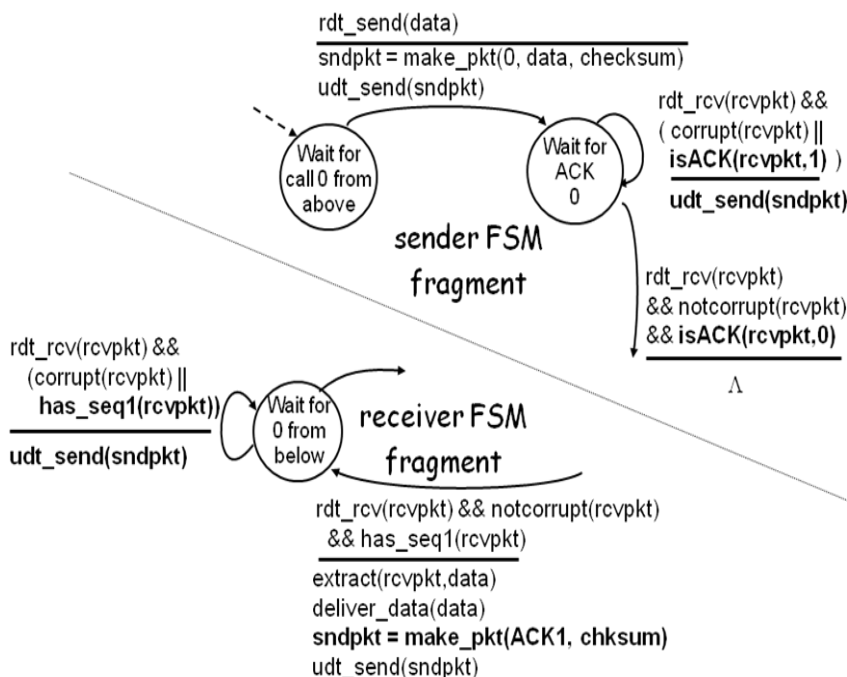 rdt_send(data)
sndpkt = make_pkt(0, data, checksum)
udt_send(sndpkt)
Wait for
call 0 from
above
Wait for
ACK
0
rdt_rcv(rcvpkt) &&
( corrupt(rcvpkt) ||
isACK(rcvpkt,1) )
udt_send(sndpkt)
sender FSM
fragment
rdt_rcv(rcvpkt)
&& notcorrupt(rcvpkt)
&& isACK(rcvpkt,0)
Λ
rdt_rcv(rcvpkt) &&
(corrupt(rcvpkt) ||
has_seq1(rcvpkt))
udt_send(sndpkt)
Wait for
0 from
below
receiver FSM
fragment
rdt_rcv(rcvpkt) && notcorrupt(rcvpkt)
&& has_seq1(rcvpkt)
extract(rcvpkt,data)
deliver_data(data)
sndpkt = make_pkt(ACK1, chksum)
udt_send(sndpkt)